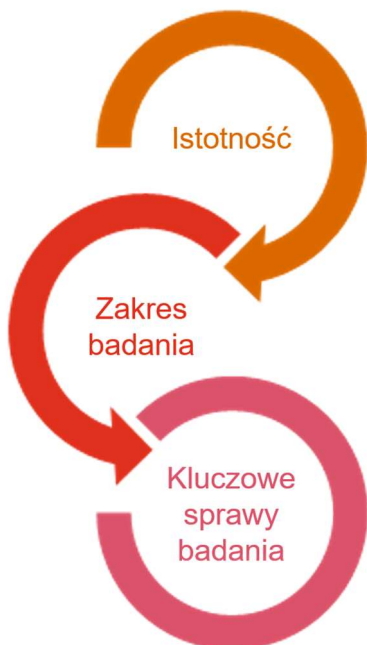 Istotność
Zakres
badania
Kluczowe
sprawy
badania